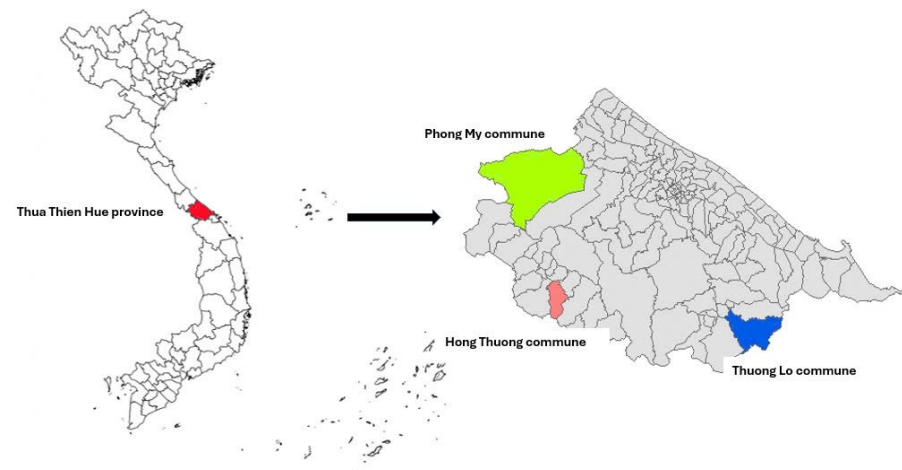 Phong My commune
Thua Thien Hue province
Hong Thuong commune
Thuong Lo commune